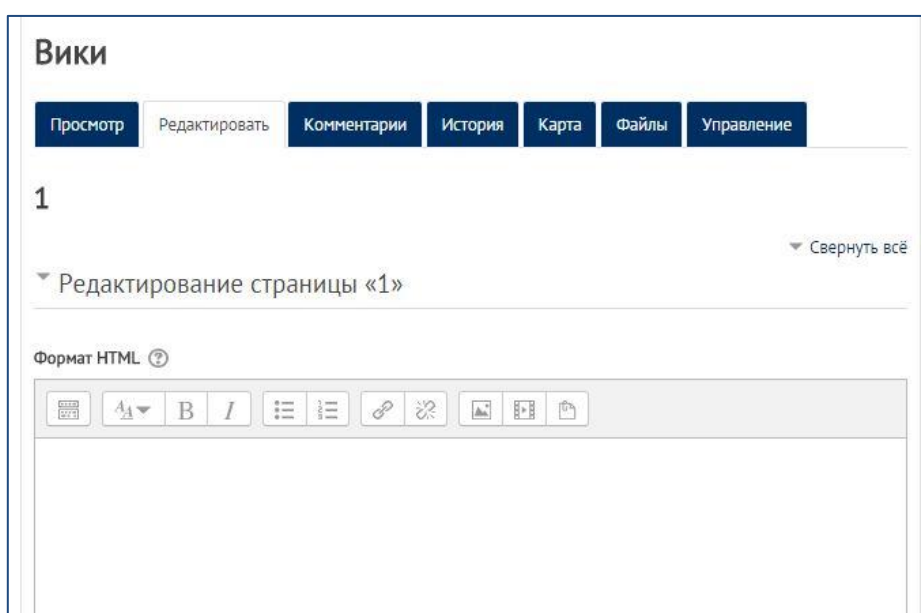 Вики
Просмотр Редактировать Комментарии История Карта Файлы Управление
1
Свернуть всё
Редактирование страницы «1»
Формат HTML